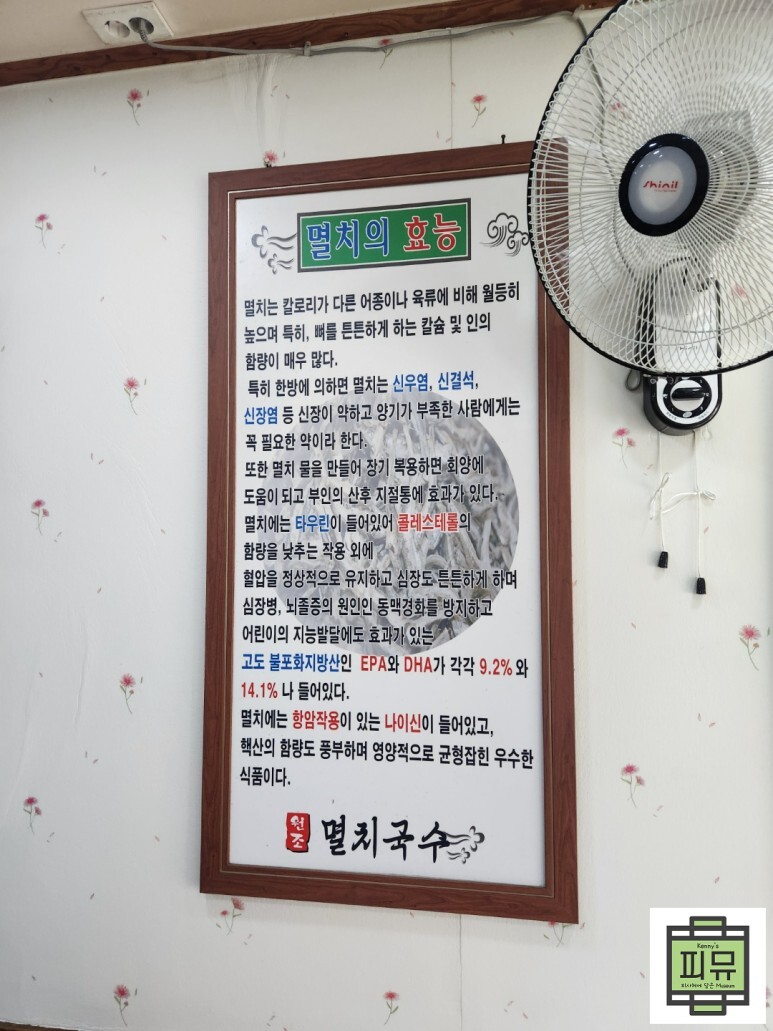 shinil
멸치의 효능
멸치는 칼로리가 다른 어종이나 육류에 비해 월등히
높으며 특히, 뼈를 튼튼하게 하는 칼슘 및 인의
함량이 매우 많다.
특히 한방에 의하면 멸치는 신우염, 신결석,
신장염 등 신장이 약하고 양기가 부족한 사람에게는
꼭 필요한 약이라 한다.
또한 멸치 물을 만들어 장기 복용하면 회양에
도움이 되고 부인의 산후 지절통에 효과가 있다.
멸치에는 타우린이 들어있어 콜레스테롤의
함량을 낮추는 작용 외에
혈압을 정상적으로 유지하고 심장도 튼튼하게 하며
심장병, 뇌졸증의 원인인 동맥경화를 방지하고
어린이의 지능발달에도 효과가 있는
고도 불포화지방산인 EPA와 DHA가 각각 9.2% 와
14.1% 나 들어있다.
멸치에는 항암작용이 있는 나이신이 들어있고,
핵산의 함량도 풍부하며 영양적으로 균형잡힌 우수한
식품이다.
원조 멸치국수
Kenny's
피뮤